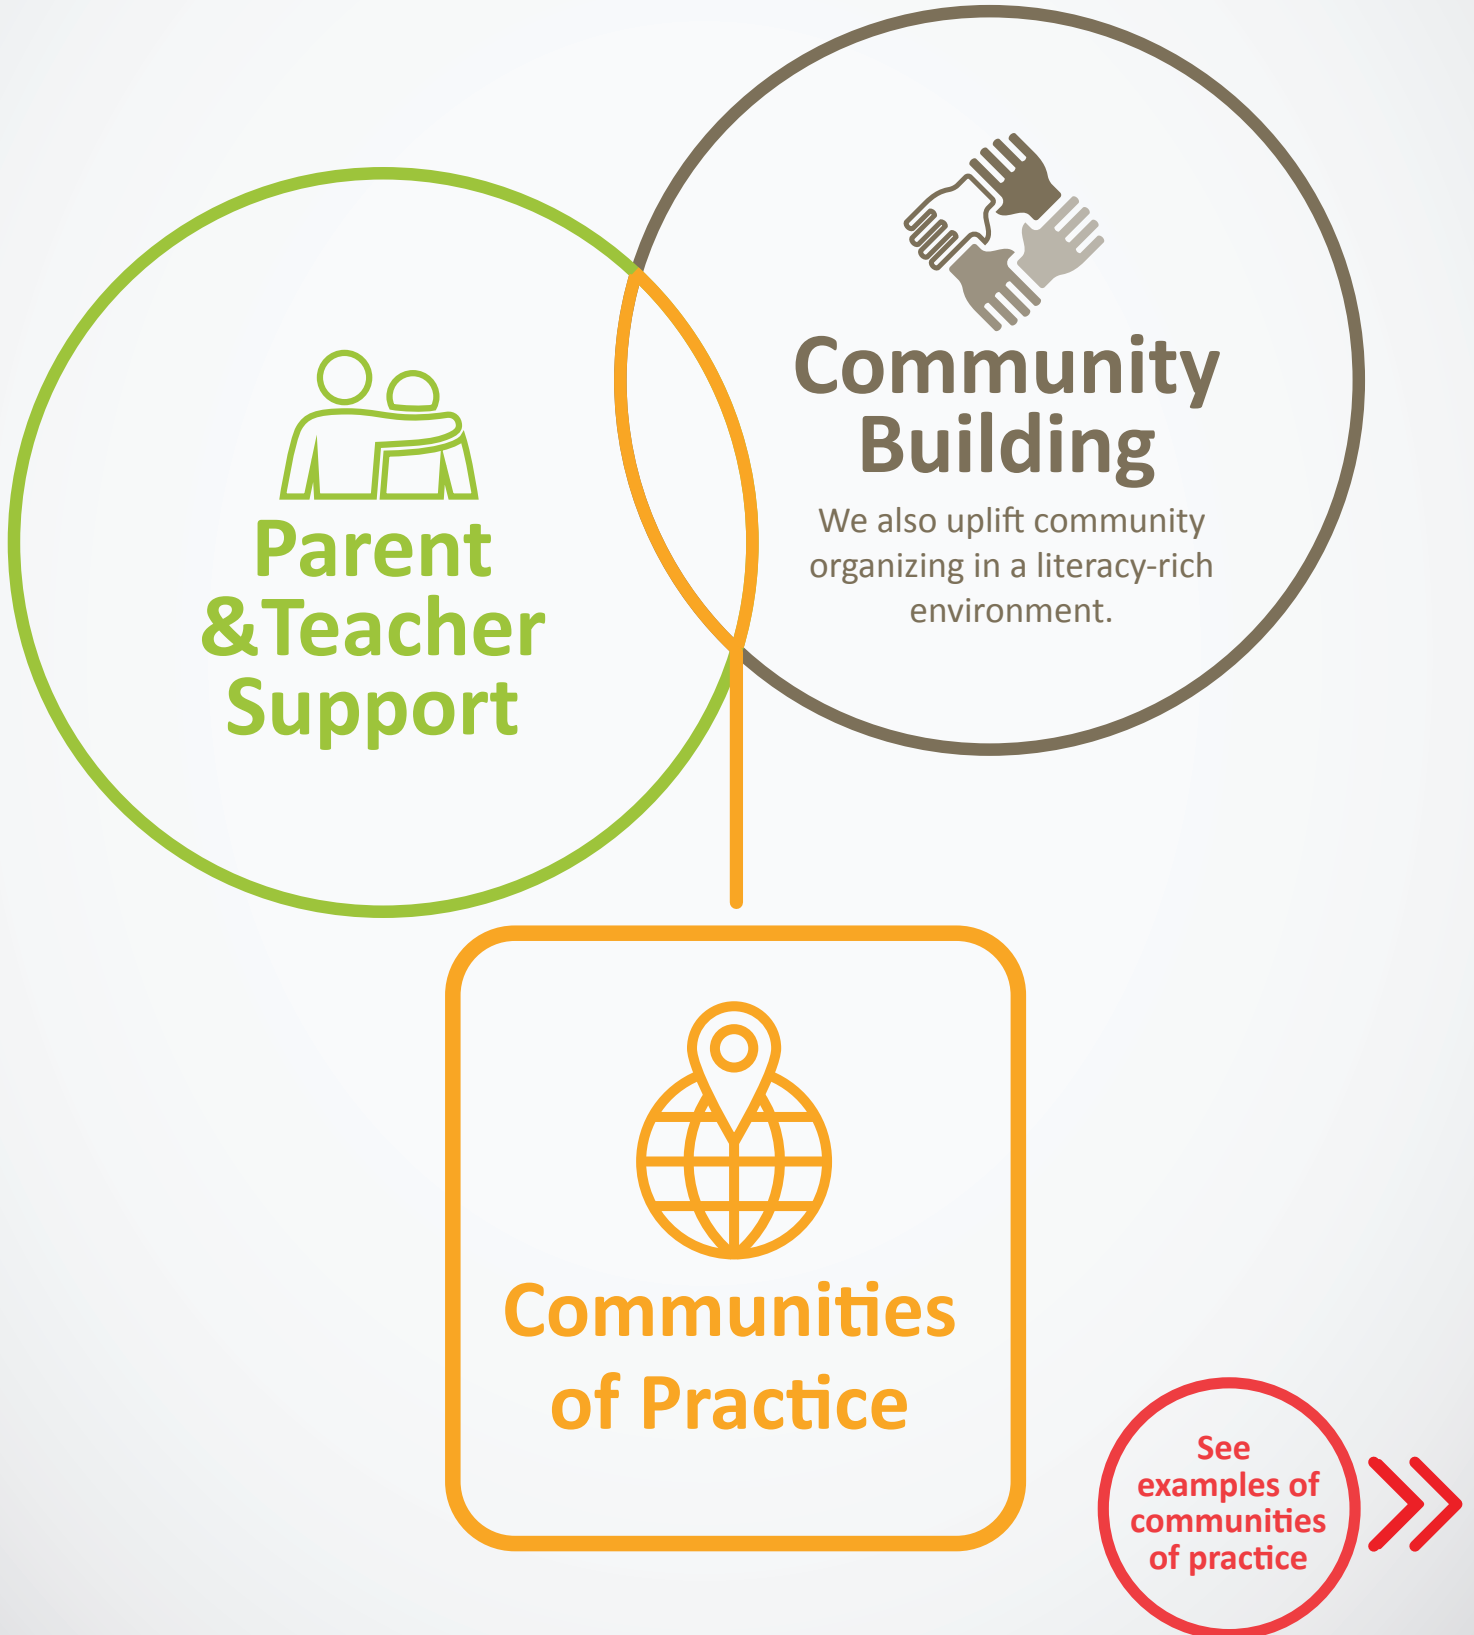 Parent
&Teacher
Support
Community
Building
We also uplift community
organizing in a literacy-rich
environment.
Communities
of Practice
See
examples of
communities
of practice